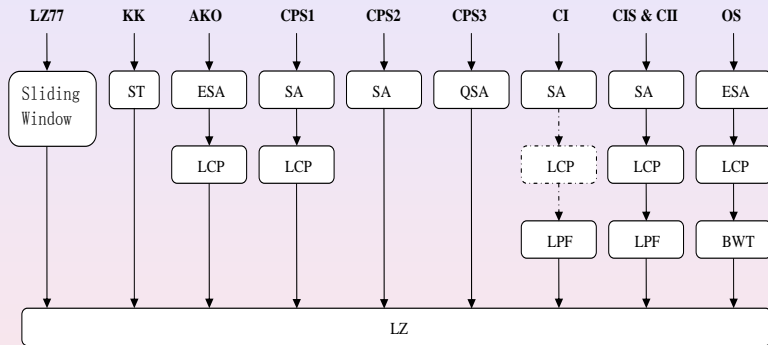 LZ77 KK AKO CPS1 CPS2 CPS3 CI CIS & CII OS
Sliding
Window
ST ESA SA SA QSA SA SA ESA
LCP LCP LCP LCP LCP
LPF LPF BWT
LZ